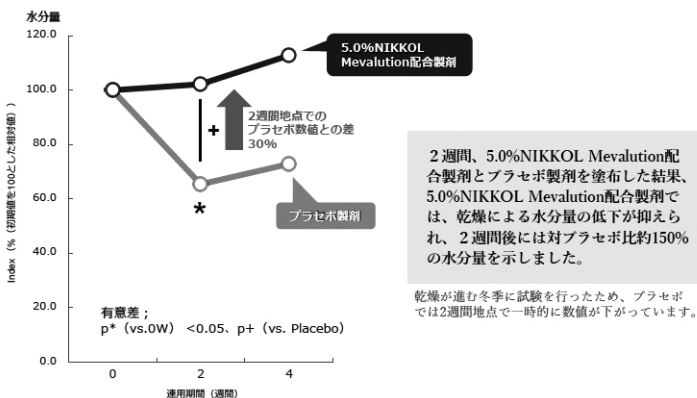 水分量
120.0
100.0
80.0
60.0
40.0
20.0
0.0
Index (% (初期値を100とした相対値))
5.0%NIKKOL
Mevalution配合製剤
2週間地点での
プラセボ数値との差
30%
+
*
プラセボ製剤
有意差；
p*（vs.0W）＜0.05、p+（vs. Placebo）
0
2
4
連用期間（週間）
２週間、5.0%NIKKOL Mevalution配
合製剤とプラセボ製剤を塗布した結果、
5.0%NIKKOL Mevalution配合製剤で
は、乾燥による水分量の低下が抑えら
れ、２週間後には対プラセボ比約150%
の水分量を示しました。
乾燥が進む冬季に試験を行ったため、プラセボ
では2週間地点で一時的に数値が下がっています。